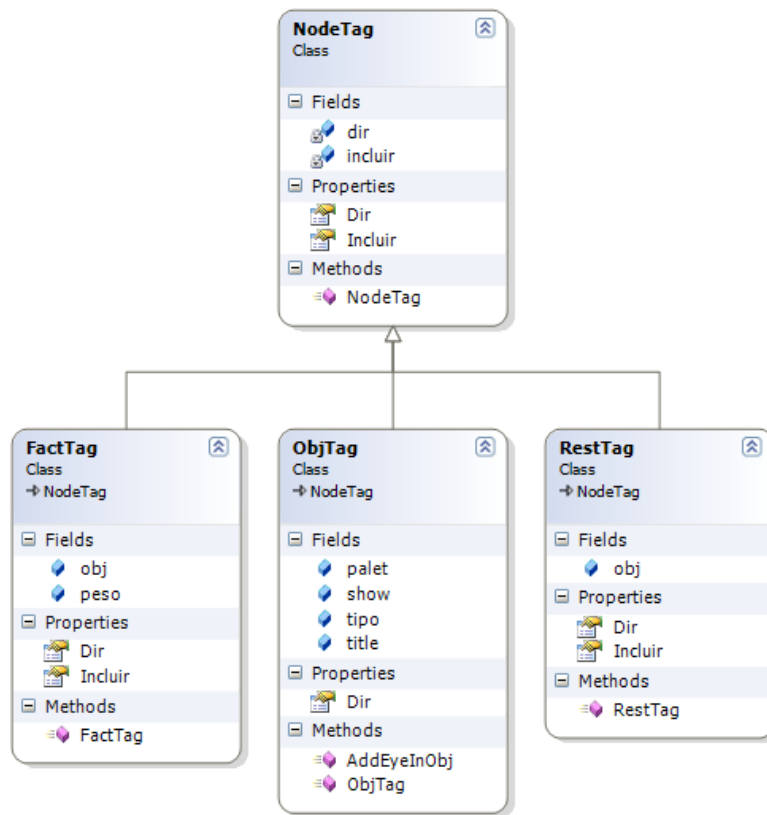 NodeTag
Class
Fields
dir
incluir
Properties
Dir
Incluir
Methods
NodeTag
FactTag
Class
NodeTag
Fields
obj
peso
Properties
Dir
Incluir
Methods
FactTag
ObjTag
Class
NodeTag
Fields
palet
show
tipo
title
Properties
Dir
Methods
AddEyeInObj
ObjTag
RestTag
Class
NodeTag
Fields
obj
Properties
Dir
Incluir
Methods
RestTag